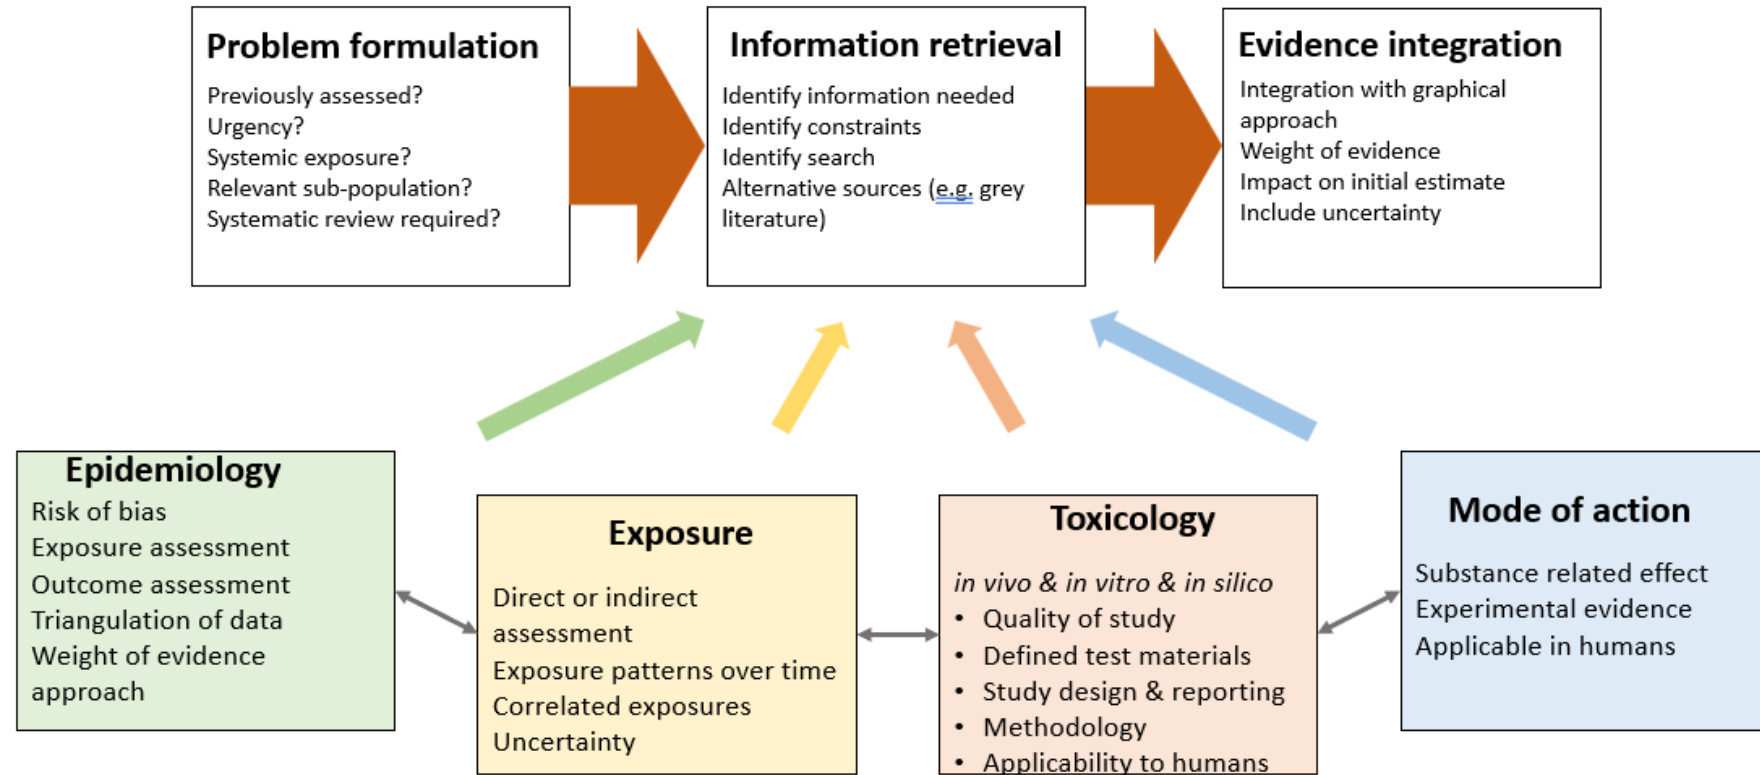 Problem formulation
Previously assessed?
Urgency?
Systemic exposure?
Relevant sub-population?
Systematic review required?
Information retrieval
Identify information needed
Identify constraints
Identify search
Alternative sources (e.g. grey
literature)
Evidence integration
Integration with graphical
approach
Weight of evidence
Impact on initial estimate
Include uncertainty
Epidemiology
Risk of bias
Exposure assessment
Outcome assessment
Triangulation of data
Weight of evidence
approach
Exposure
Direct or indirect
assessment
Exposure patterns over time
Correlated exposures
Uncertainty
Toxicology
in vivo & in vitro & in silico
• Quality of study
• Defined test materials
• Study design & reporting
• Methodology
• Applicability to humans
Mode of action
Substance related effect
Experimental evidence
Applicable in humans